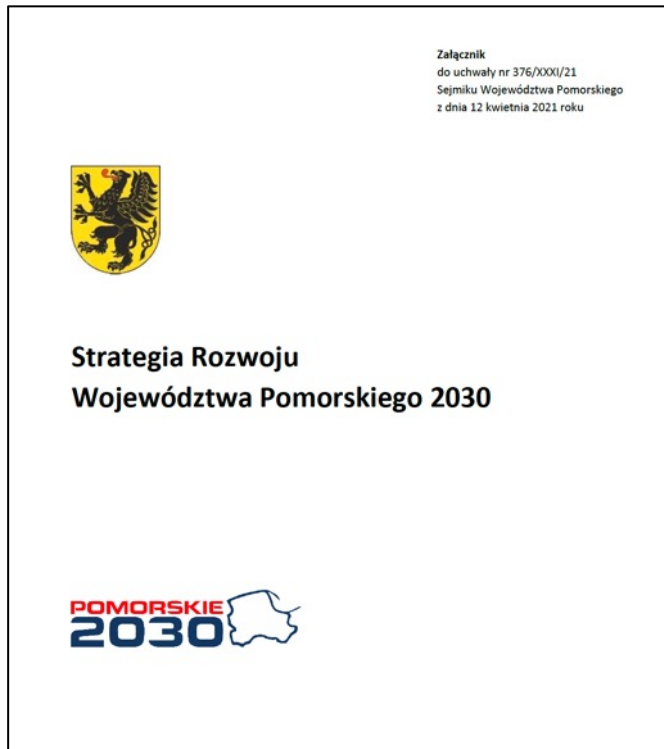 Załącznik
do uchwały nr 376/XXXI/21
Sejmiku Województwa Pomorskiego
z dnia 12 kwietnia 2021 roku
Strategia Rozwoju
Województwa Pomorskiego 2030
POMORSKIE
2030